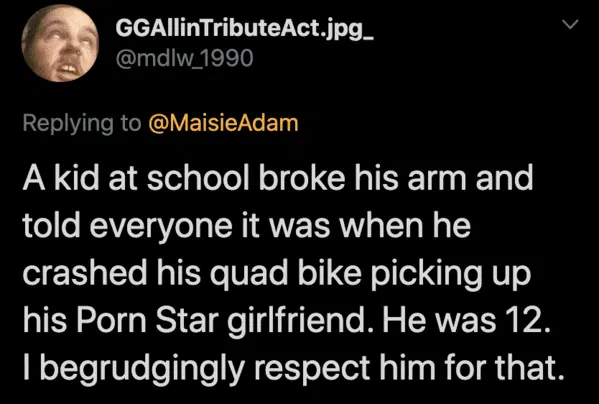 GGAllinTributeAct.jpg_
@mdlw_1990
Replying to @MaisieAdam
A kid at school broke his arm and
told everyone it was when he
crashed his quad bike picking up
his Porn Star girlfriend. He was 12.
I begrudgingly respect him for that.